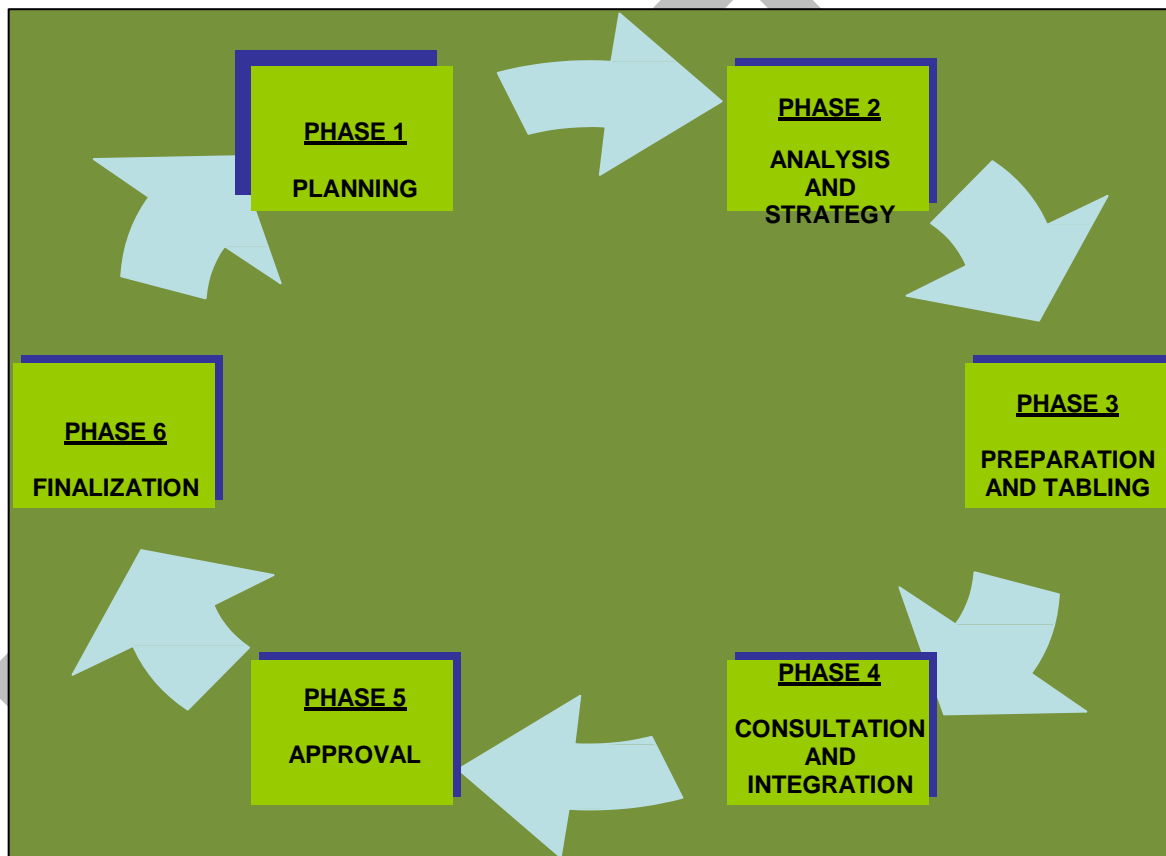 PHASE 1
PLANNING
PHASE 2
ANALYSIS
AND
STRATEGY
PHASE 3
PREPARATION
AND TABLING
PHASE 4
CONSULTATION
AND
INTEGRATION
PHASE 5
APPROVAL
PHASE 6
FINALIZATION